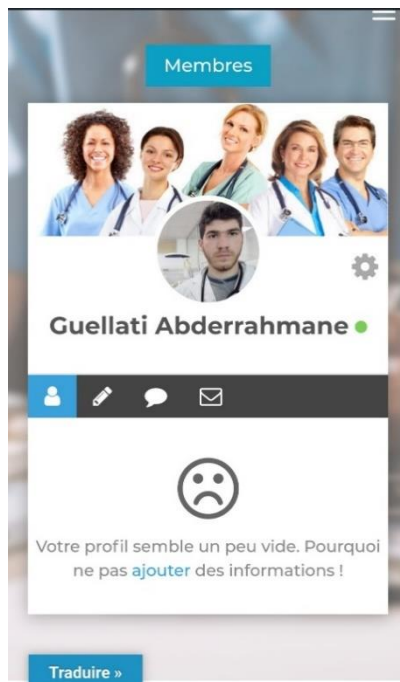 Membres
Guellati Abderrahmane
Votre profil semble un peu vide. Pourquoi
ne pas ajouter des informations !
Traduire »